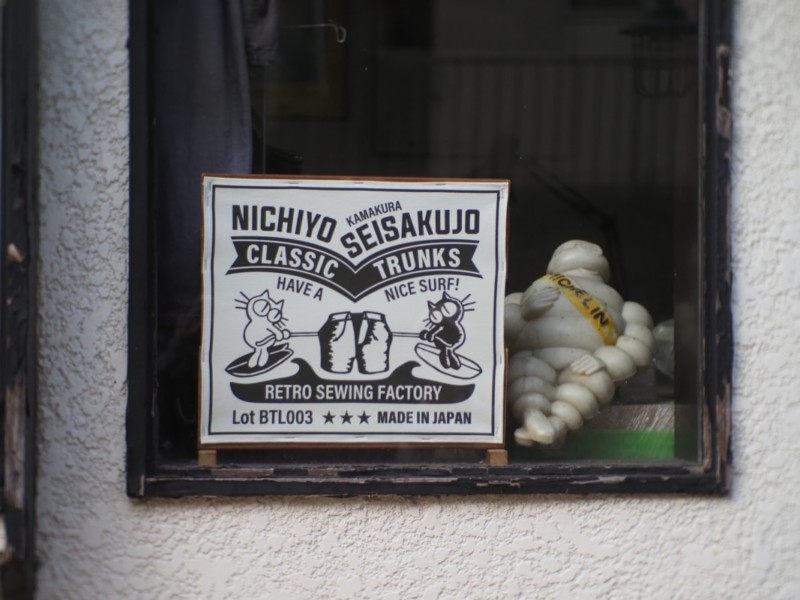 NICHIYO KAMAKURA SEISAKUJO
CLASSIC TRUNKS
HAVE A NICE SURF!
RETRO SEWING FACTORY
Lot BTL003 ★★★ MADE IN JAPAN
MICHELIN